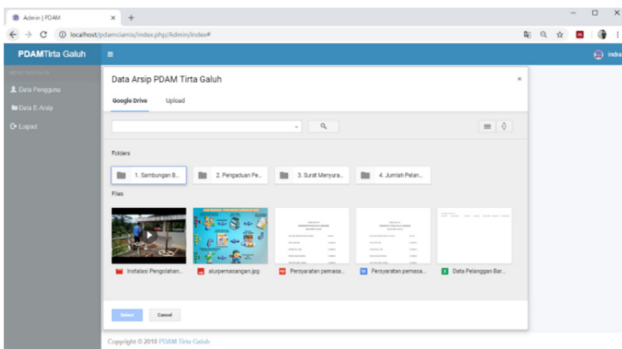 Admin | PDAM
localhost/pdamciamis/index.php/Admin/Index#
PDAMTirta Galuh
indra
Data Pengguna
Data E-Arsip
Logout
Data Arsip PDAM Tirta Galuh
Google Drive Upload
Folders
1. Sambungan B...
2. Pengaduan Pe...
3. Surat Menyura...
4. Jumlah Pelan...
Files
Instalasi Pengolahan...
alurpemasangan.jpg
Persyaratan pemasa...
Persyaratan pemasa...
Data Pelanggan Bar...
Select Cancel
Copyright © 2018 PDAM Tirta Galuh